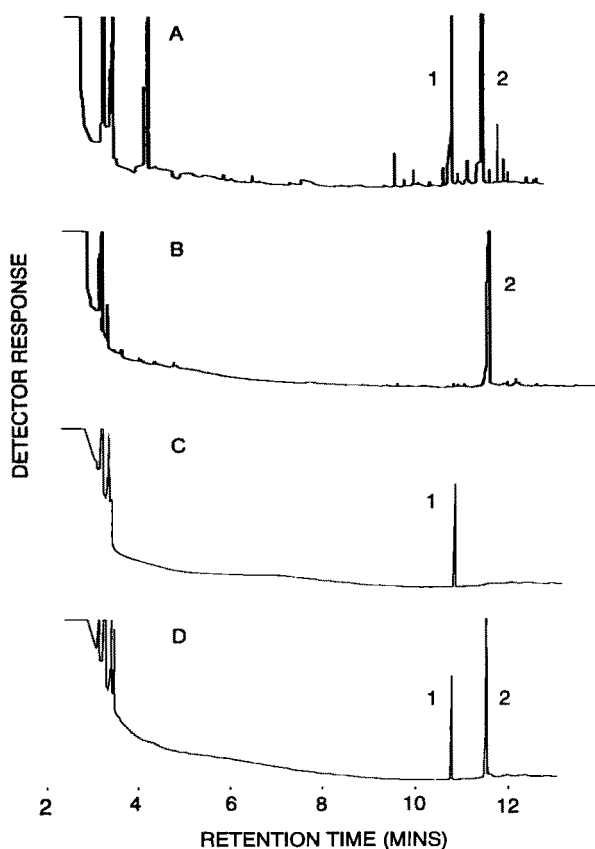 A
1
2
B
2
C
1
D
1
2
DETECTOR RESPONSE
2 4 6 8 10 12
RETENTION TIME (MINS)